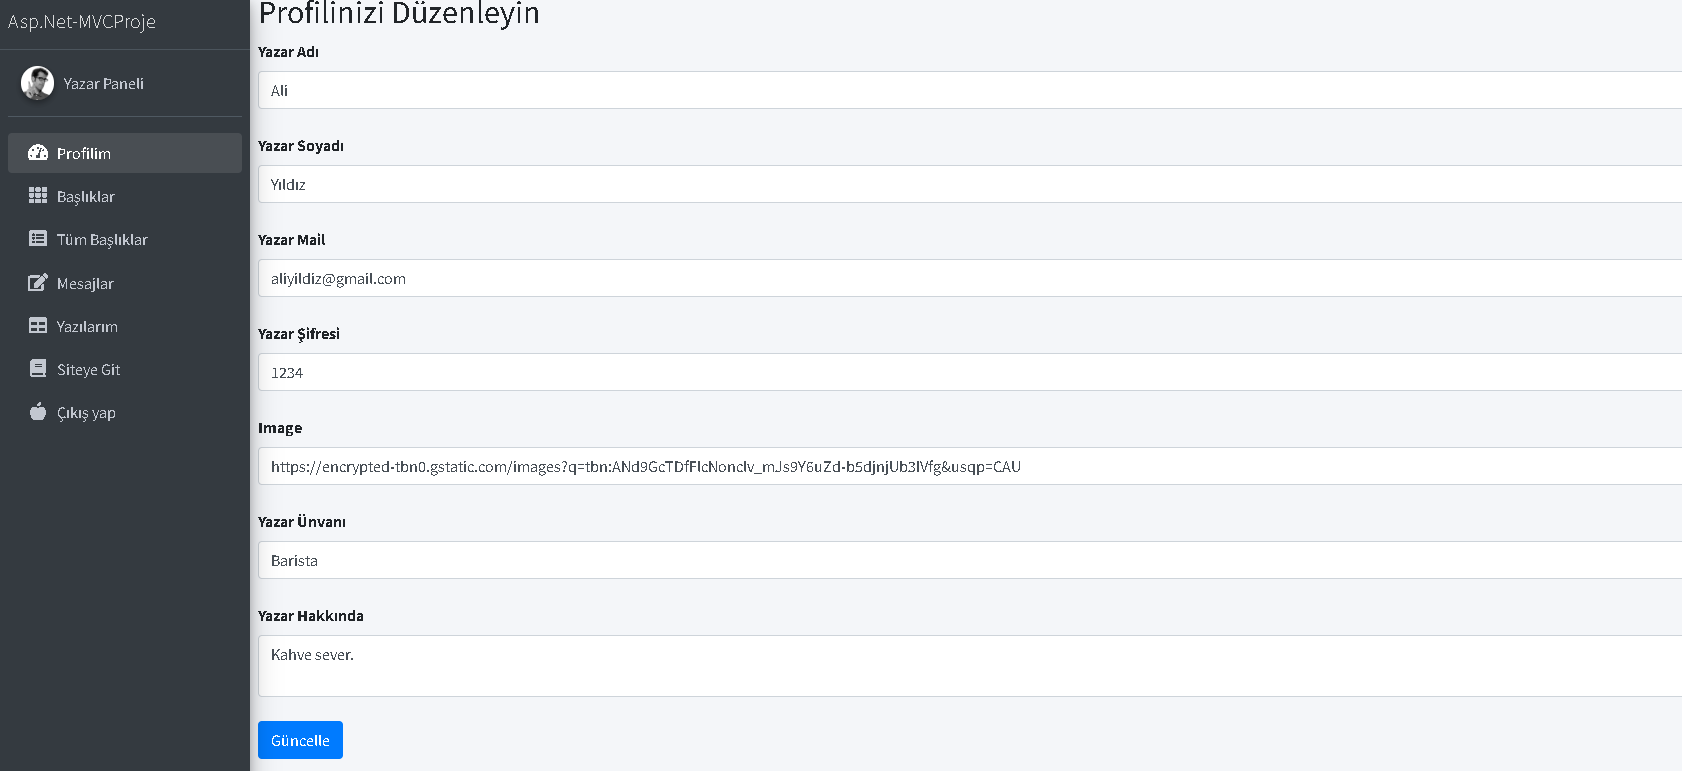 Asp.Net-MVCProje
Yazar Paneli
Profilim
Başlıklar
Tüm Başlıklar
Mesajlar
Yazılarım
Siteye Git
Çıkış yap
Profilinizi Düzenleyin
Yazar Adı
Ali
Yazar Soyadı
Yıldız
Yazar Mail
aliyildiz@gmail.com
Yazar Şifresi
1234
Image
https://encrypted-tbn0.gstatic.com/images?q=tbn:ANd9GcTDfFlcNonclv_mJs9Y6uZd-b5djnjUb3lVfg&usqp=CAU
Yazar Ünvanı
Barista
Yazar Hakkında
Kahve sever.
Güncelle